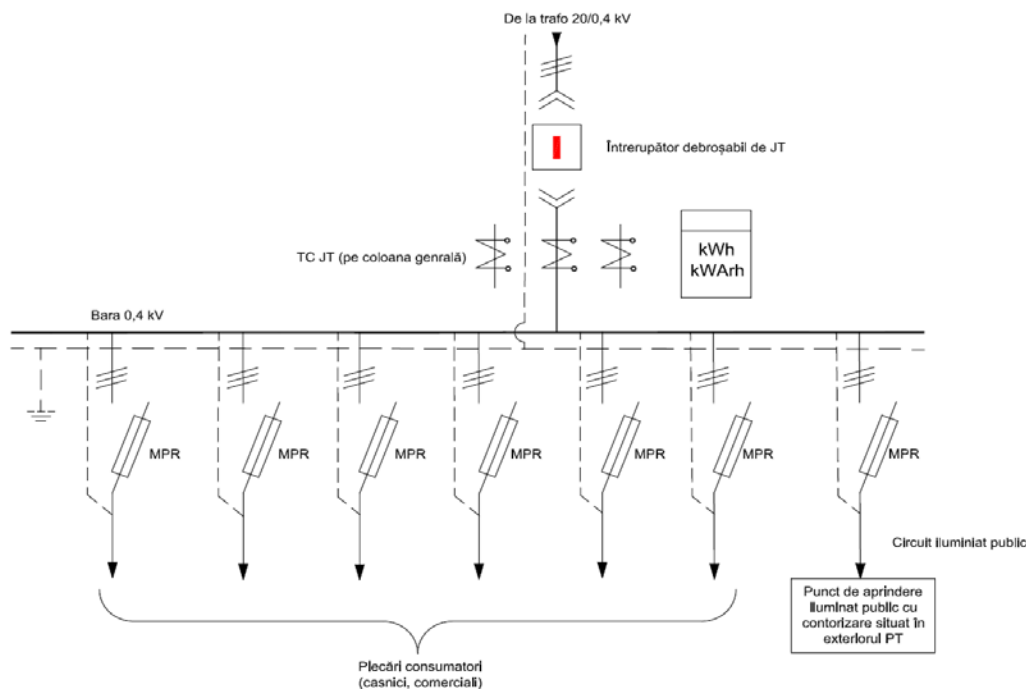 De la trafo 20/0,4 kV
Întrerupător debroșabil de JT
TC JT (pe coloana genrală)
kWh
kWArh
Bara 0,4 kV
MPR
MPR
MPR
MPR
MPR
MPR
MPR
Circuit iluminiat public
Punct de aprindere
iluminat public cu
contorizare situat în
exteriorul PT
Plecări consumatori
(casnici, comerciali)